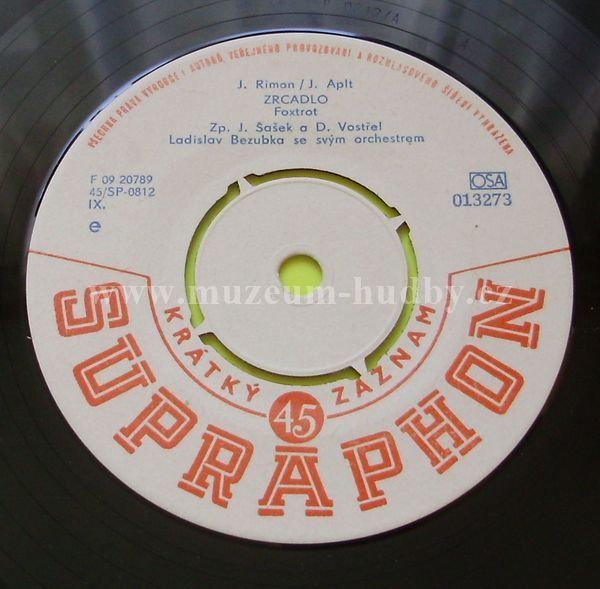 VŠECHNA PRÁVA VÝROBCE I AUTORŮ, VEŘEJNÉHO PROVOZOVÁNÍ A ROZHLASOVÉHO ŠÍŘENÍ VYHRAZENA
J. Riman / J. Aplt
ZRCADLO
Foxtrot
Zp. J. Šašek a D. Vostřel
Ladislav Bezubka se svým orchestrem
F 09 20789
45/SP-0812
IX.
e
OSA
013273
www.muzeum-hudby.cz
KRÁTKÝ 45 ZÁZNAM
SUPRAPHON